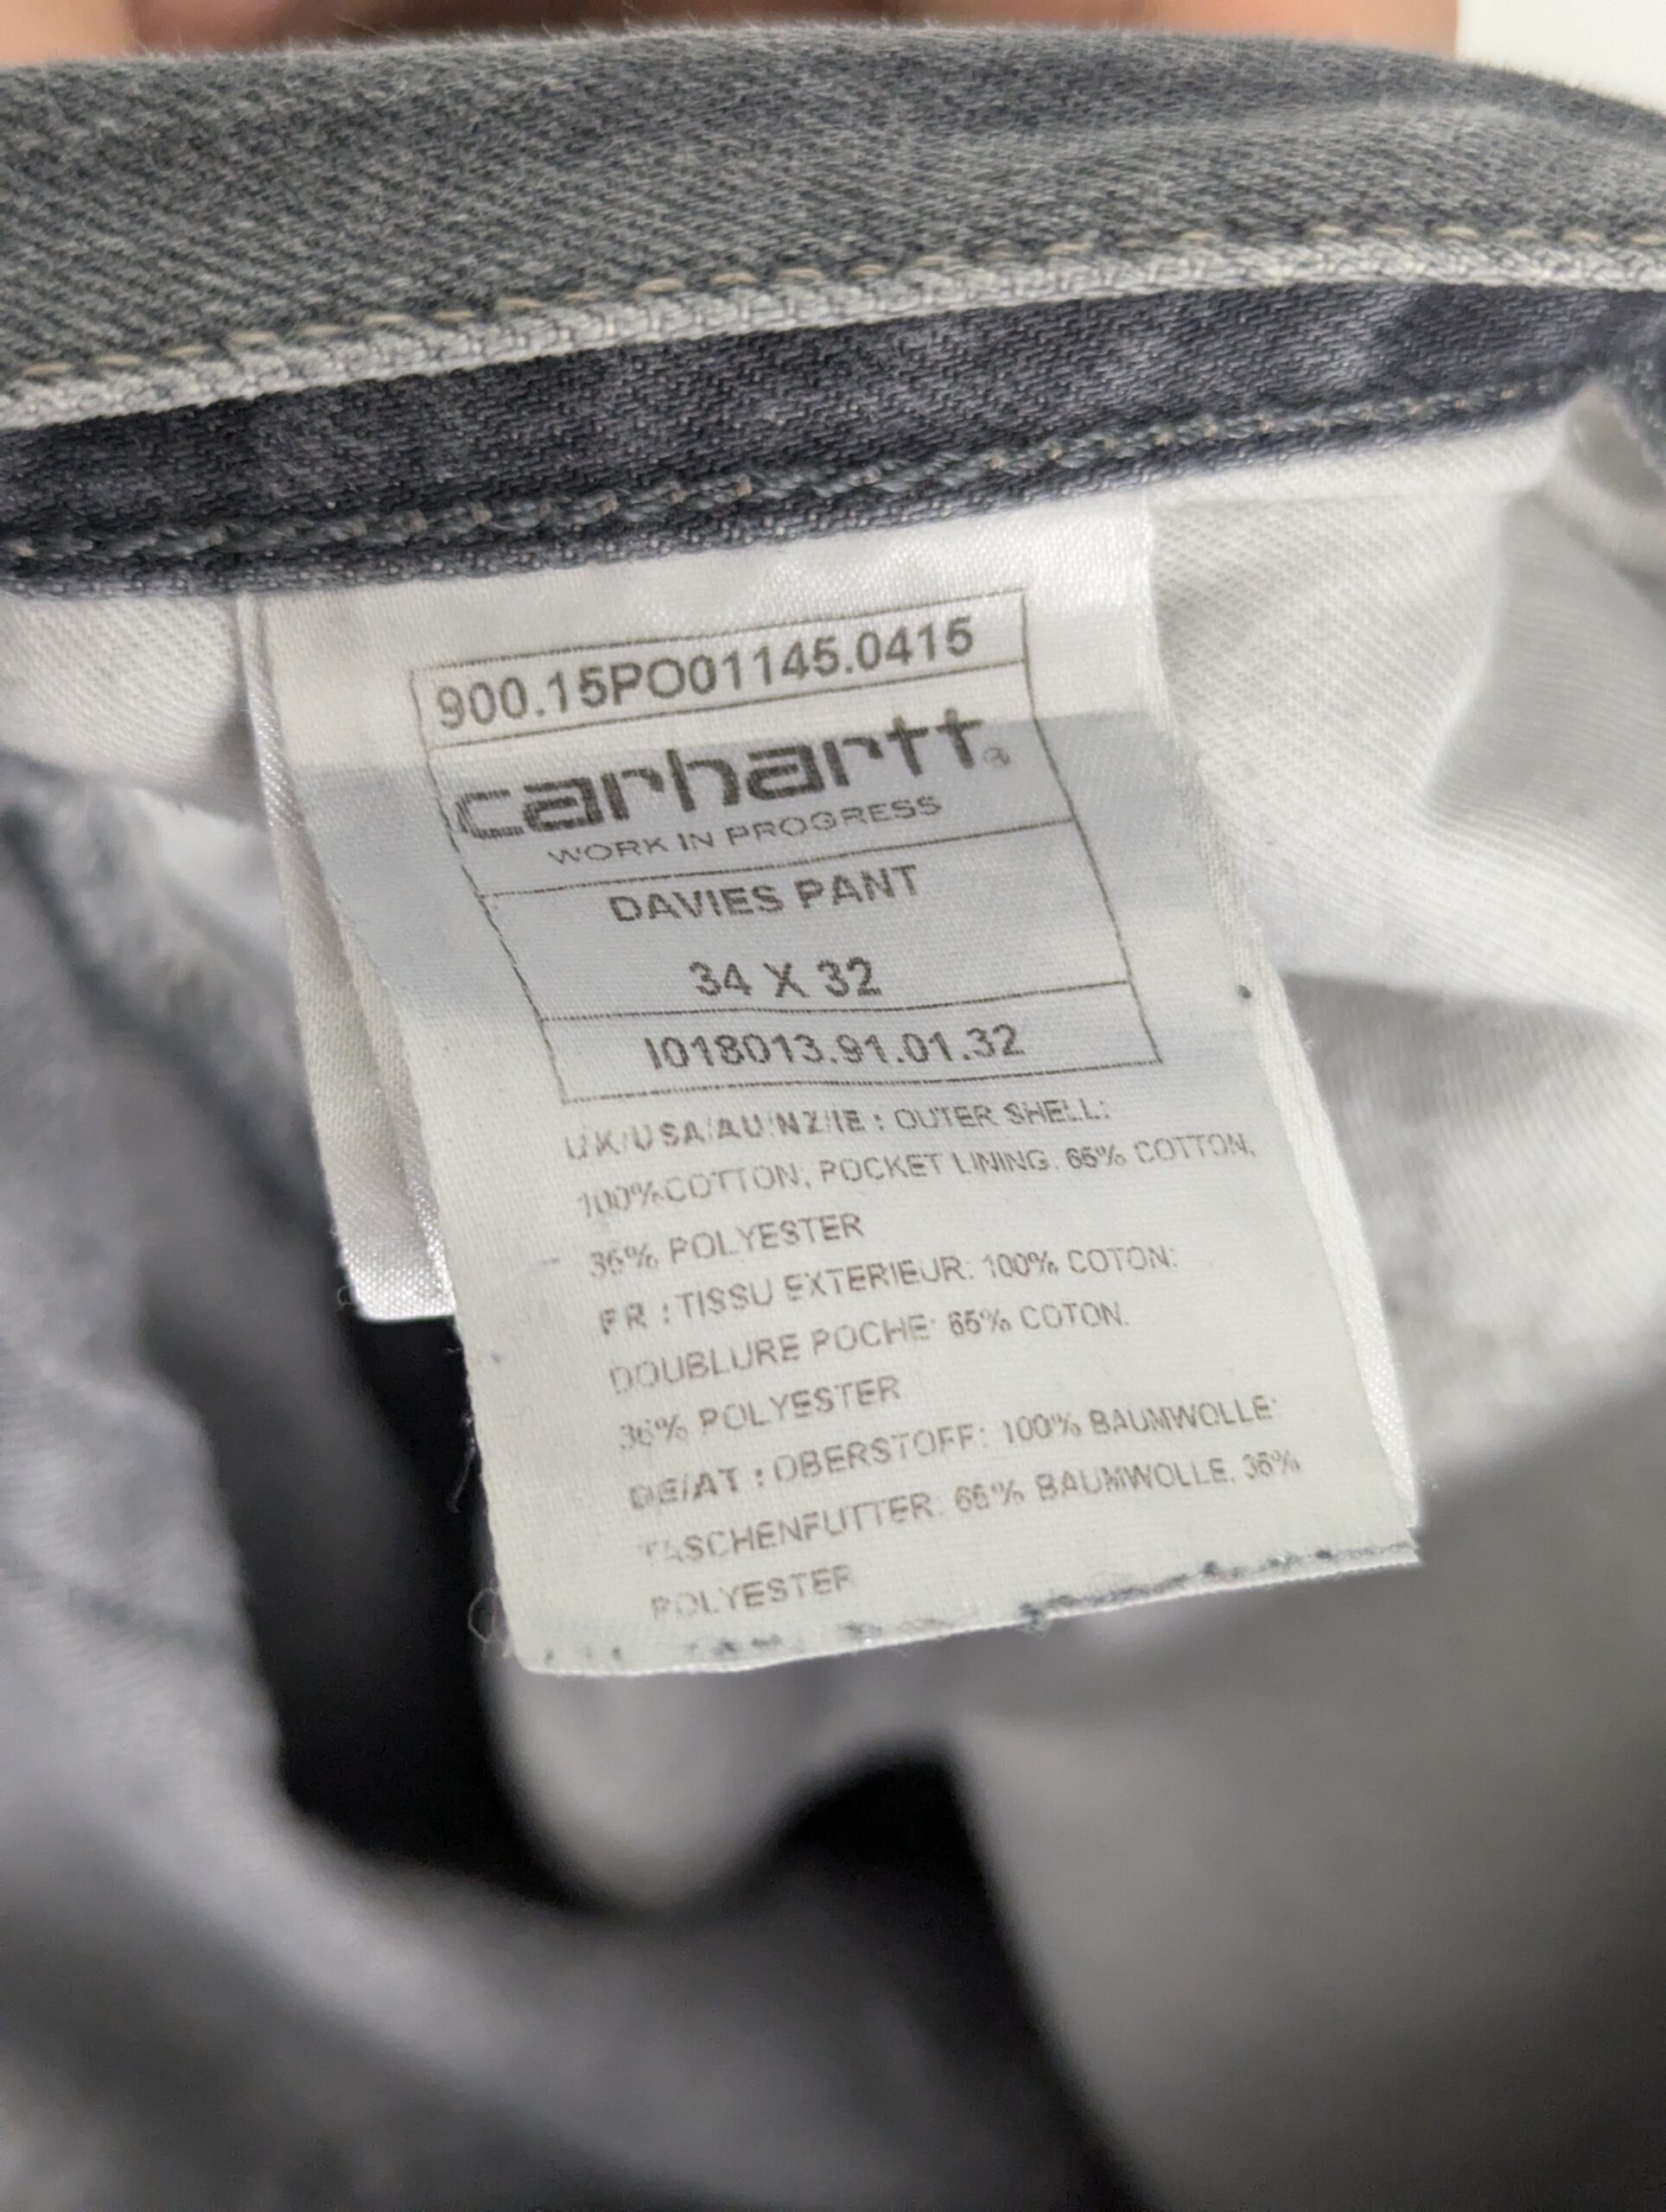 900.15PO01145.0415
carhartt®
WORK IN PROGRESS
DAVIES PANT
34 X 32
I018013.91.01.32
UK/USA/AU/NZ/IE : OUTER SHELL:
100%COTTON; POCKET LINING: 65% COTTON,
35% POLYESTER
FR : TISSU EXTERIEUR: 100% COTON;
DOUBLURE POCHE: 65% COTON,
35% POLYESTER
DE/AT : OBERSTOFF: 100% BAUMWOLLE;
TASCHENFUTTER: 65% BAUMWOLLE, 35%
POLYESTER